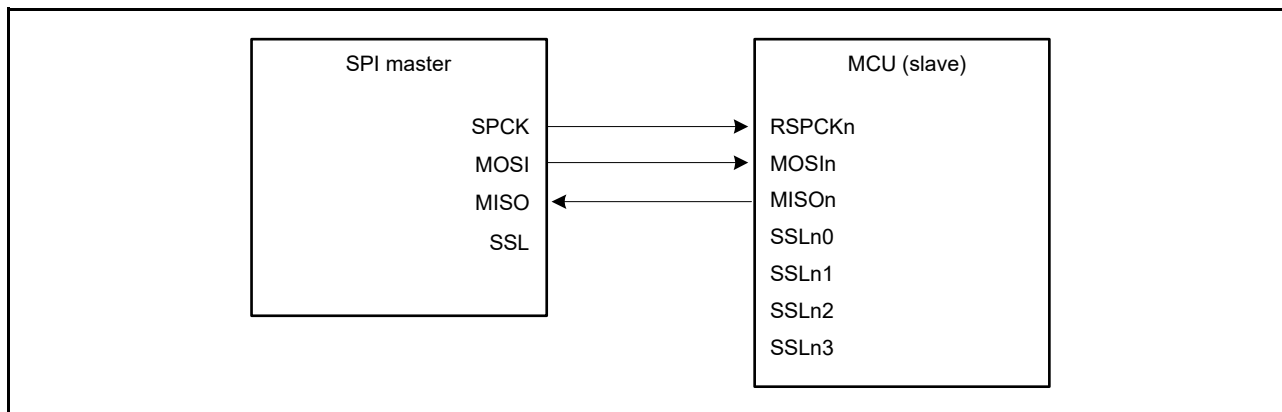 SPI master
SPCK
MOSI
MISO
SSL
MCU (slave)
RSPCKn
MOSIn
MISOn
SSLn0
SSLn1
SSLn2
SSLn3